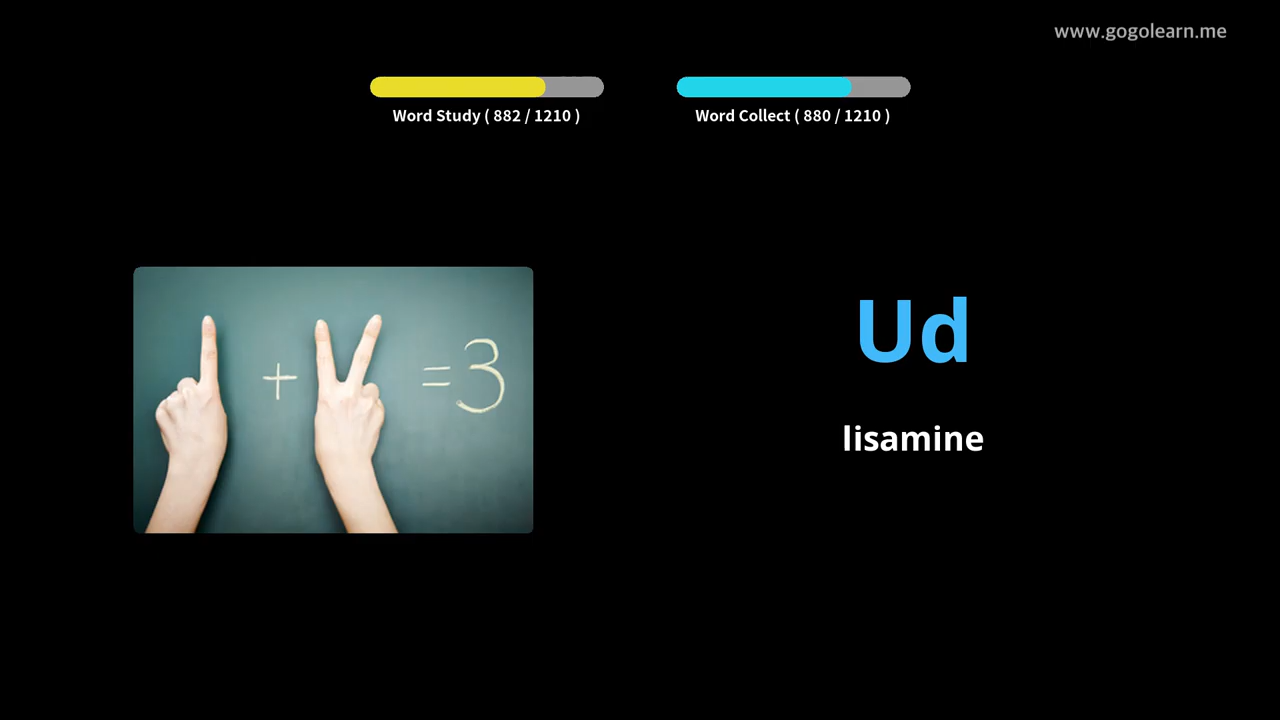 www.gogolearn.me
Word Study ( 882 / 1210 )
Word Collect ( 880 / 1210 )
+ = 3
Ud
lisamine